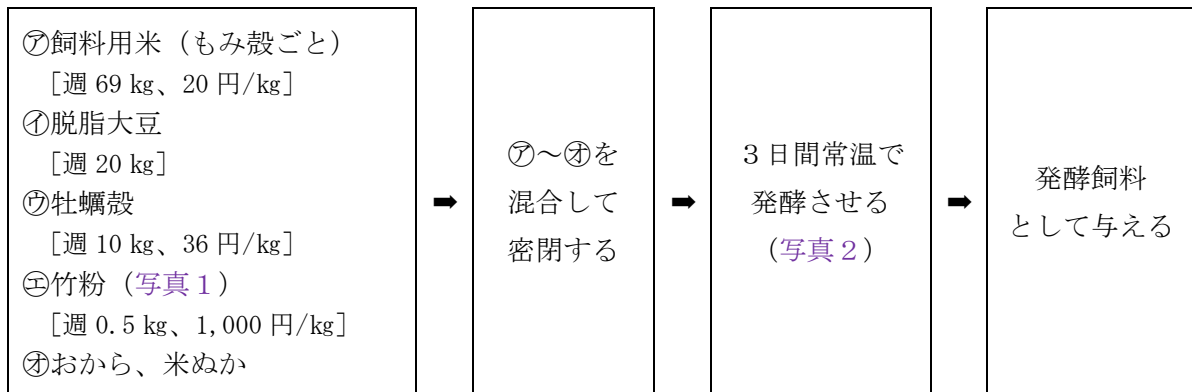 ㋐飼料用米(もみ殻ごと)
[週 69 kg、20 円/kg]
㋑脱脂大豆
[週 20 kg]
㋒牡蠣殻
[週 10 kg、36 円/kg]
㋓竹粉(写真1)
[週 0.5 kg、1,000 円/kg]
㋔おから、米ぬか
➡
㋐~㋔を
混合して
密閉する
➡
3日間常温で
発酵させる
(写真2)
➡
発酵飼料
として与える